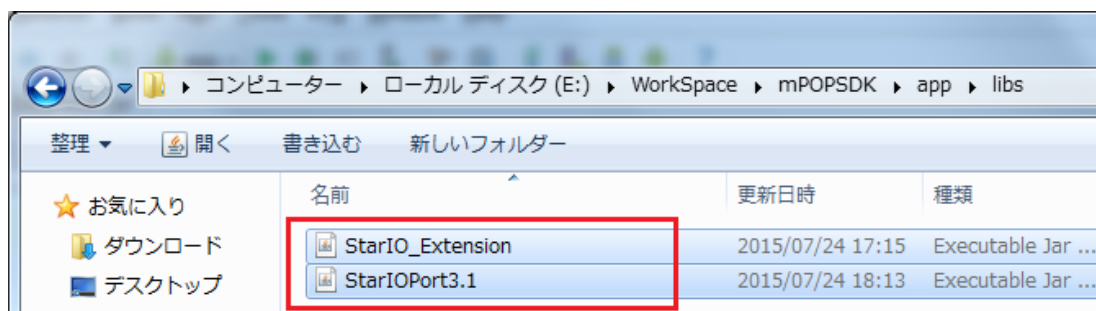 コンピューター ▸ ローカル ディスク (E:) ▸ WorkSpace ▸ mPOPSDK ▸ app ▸ libs
整理 ▼ 開く 書き込む 新しいフォルダー
お気に入り
ダウンロード
デスクトップ
名前 更新日時 種類
StarIO_Extension 2015/07/24 17:15 Executable Jar ...
StarIOPort3.1 2015/07/24 18:13 Executable Jar ...